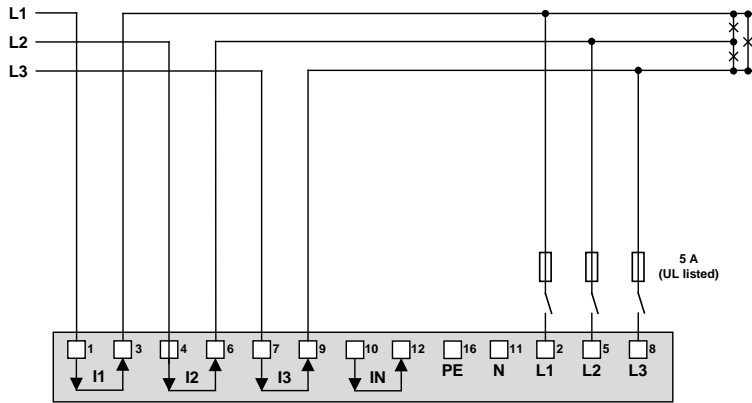 L1
L2
L3
5 A
(UL listed)
1 3 4 6 7 9 10 12 16 11 2 5 8
I1 I2 I3 IN PE N L1 L2 L3